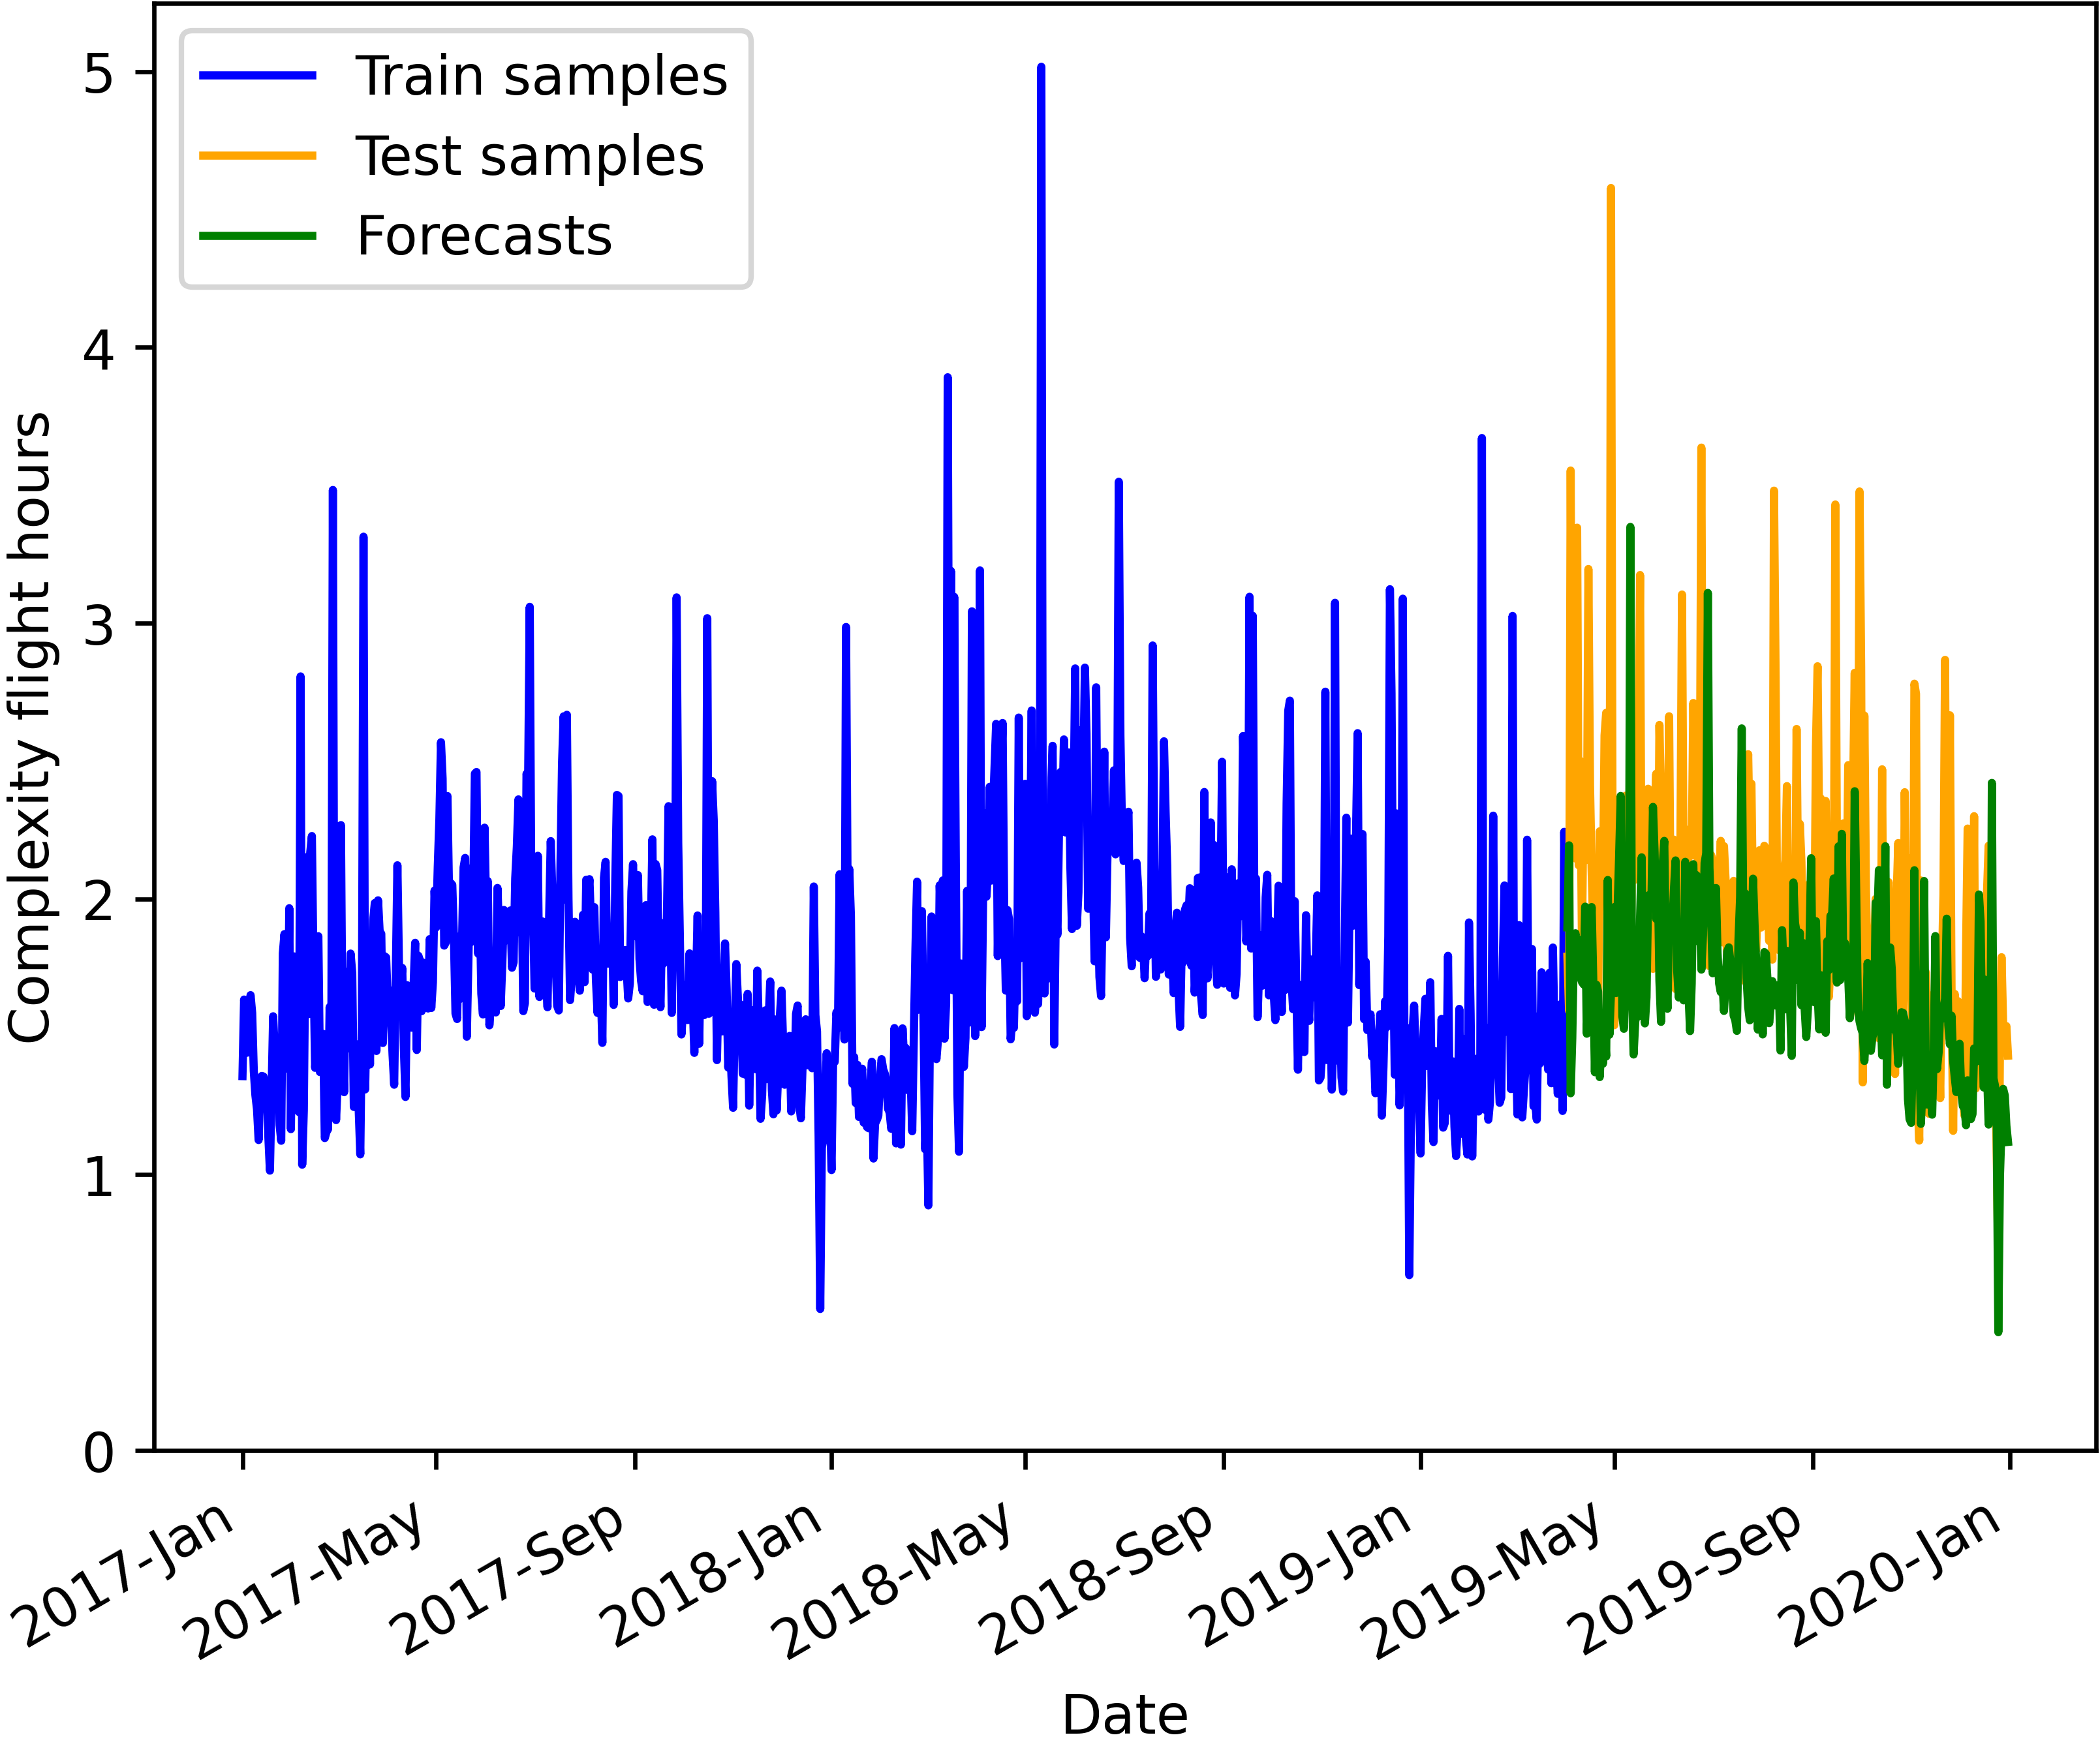 Train samples
Test samples
Forecasts
Complexity flight hours
5
4
3
2
1
0
2017-Jan
2017-May
2017-Sep
2018-Jan
2018-May
2018-Sep
2019-Jan
2019-May
2019-Sep
2020-Jan
Date